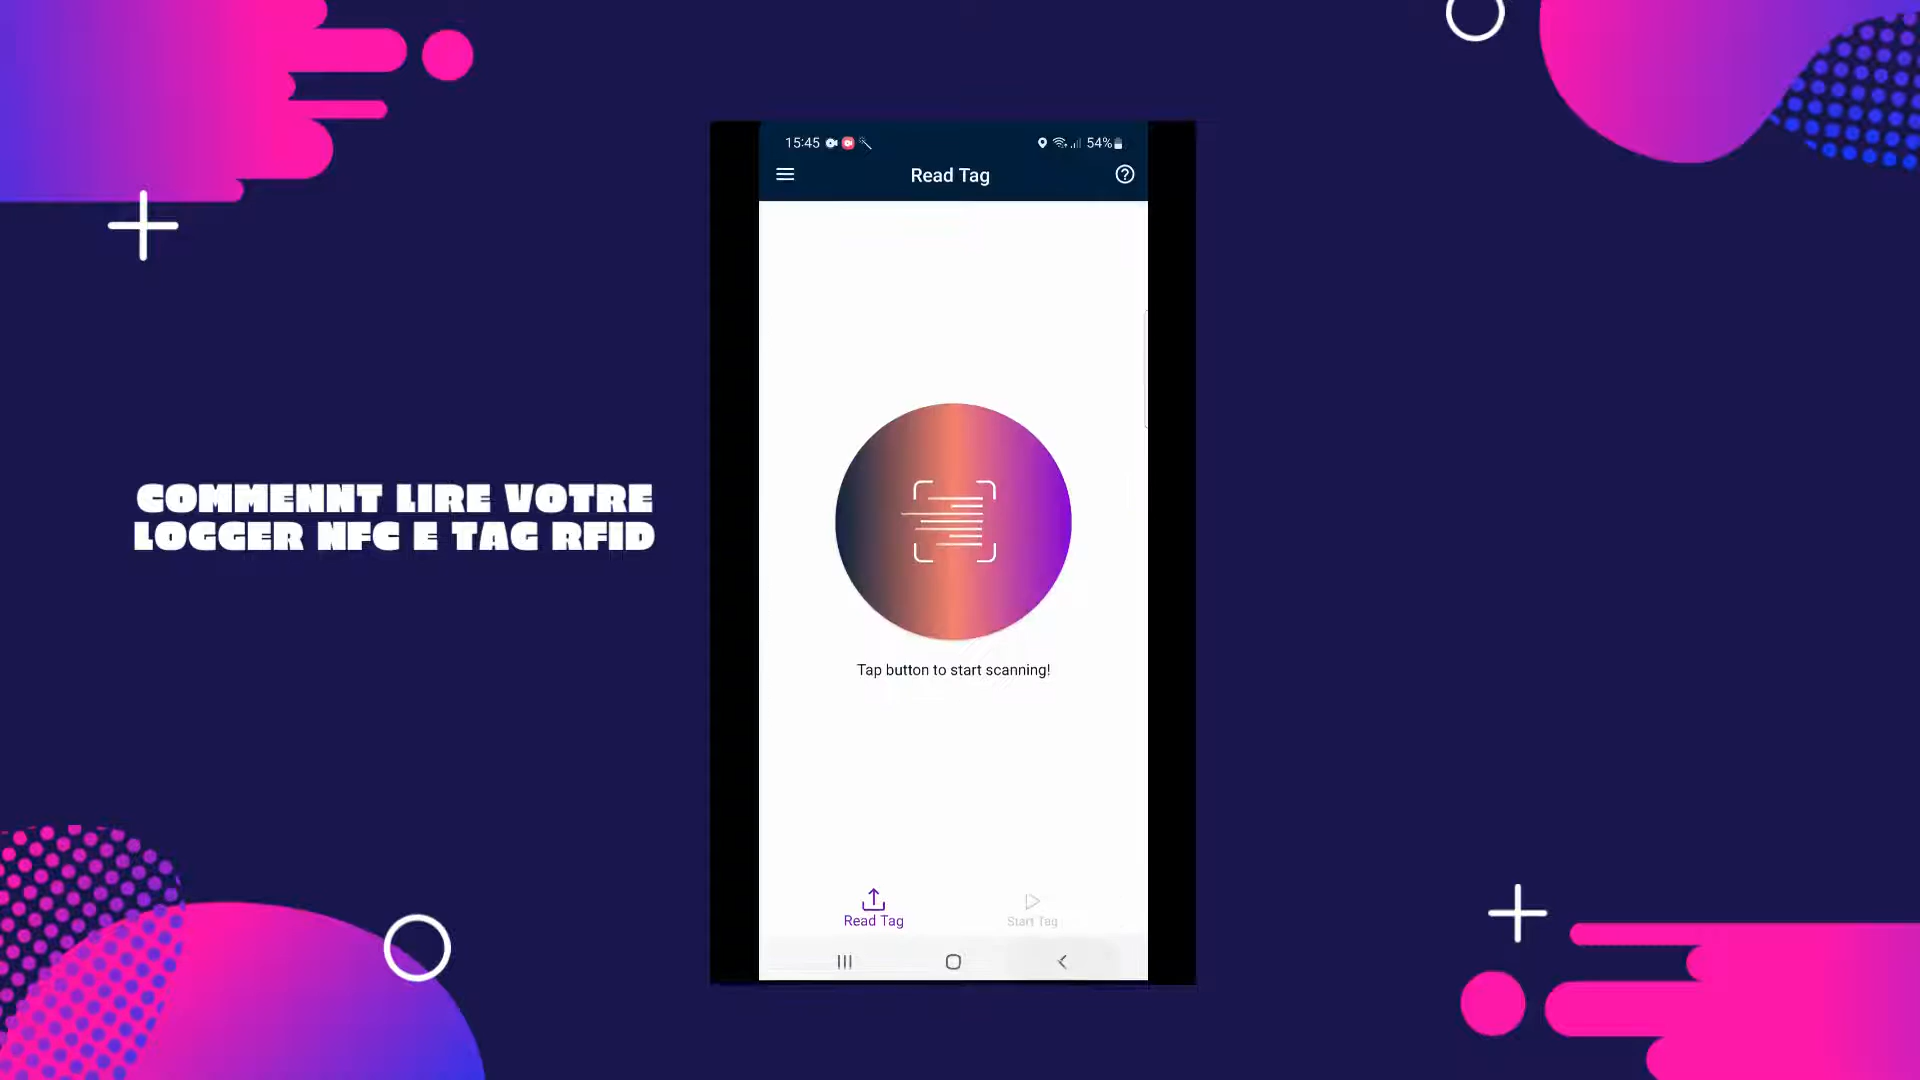 15:45
54%
Read Tag
COMMENNT LIRE VOTRE
LOGGER NFC E TAG RFID
Tap button to start scanning!
Read Tag
Start Tag